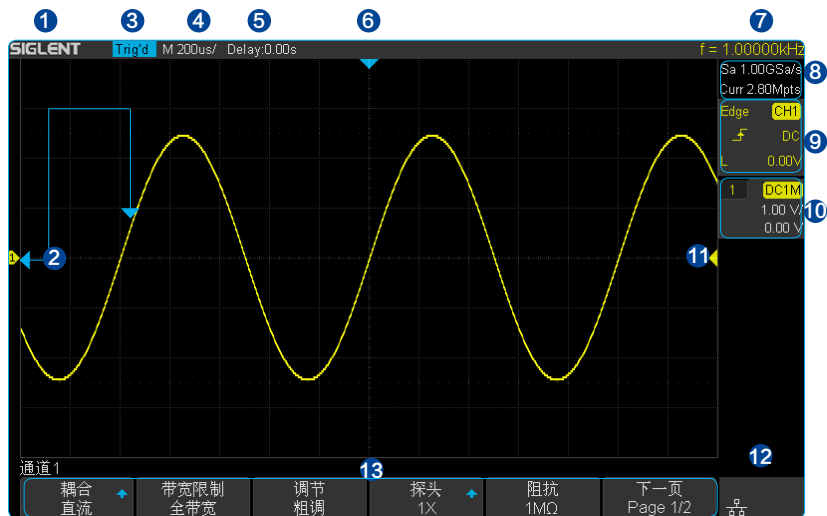 1 3 4 5 6 7
SIGLENT Trig'd M 200us/ Delay:0.00s f = 1.00000kHz
Sa 1.00GSa/s
Curr 2.80Mpts
8
Edge CH1
DC
9
L 0.00V
1 DC1M
1.00 V/
10
0.00 V
1
2
11
12
通道1
13
耦合 带宽限制 调节 探头 阻抗 下一页
直流 全带宽 粗调 1X 1MΩ Page 1/2